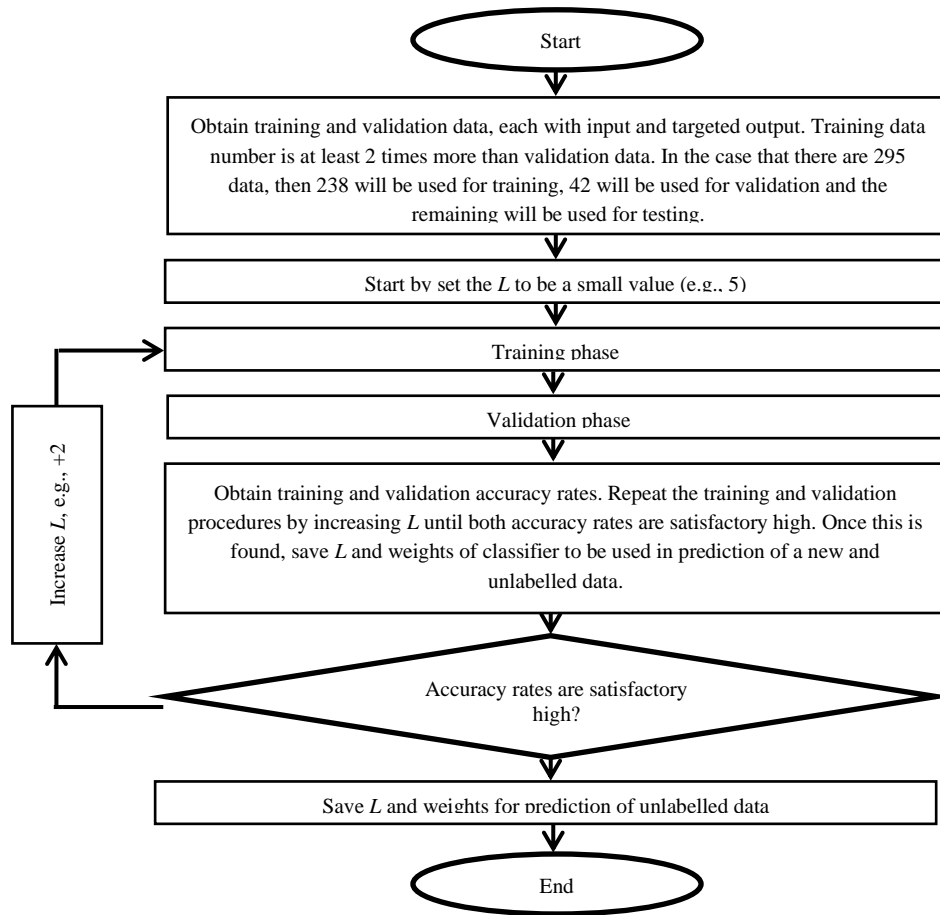 Start
Obtain training and validation data, each with input and targeted output. Training data
number is at least 2 times more than validation data. In the case that there are 295
data, then 238 will be used for training, 42 will be used for validation and the
remaining will be used for testing.
Start by set the L to be a small value (e.g., 5)
Training phase
Validation phase
Increase L, e.g., +2
Obtain training and validation accuracy rates. Repeat the training and validation
procedures by increasing L until both accuracy rates are satisfactory high. Once this is
found, save L and weights of classifier to be used in prediction of a new and
unlabelled data.
Accuracy rates are satisfactory
high?
Save L and weights for prediction of unlabelled data
End